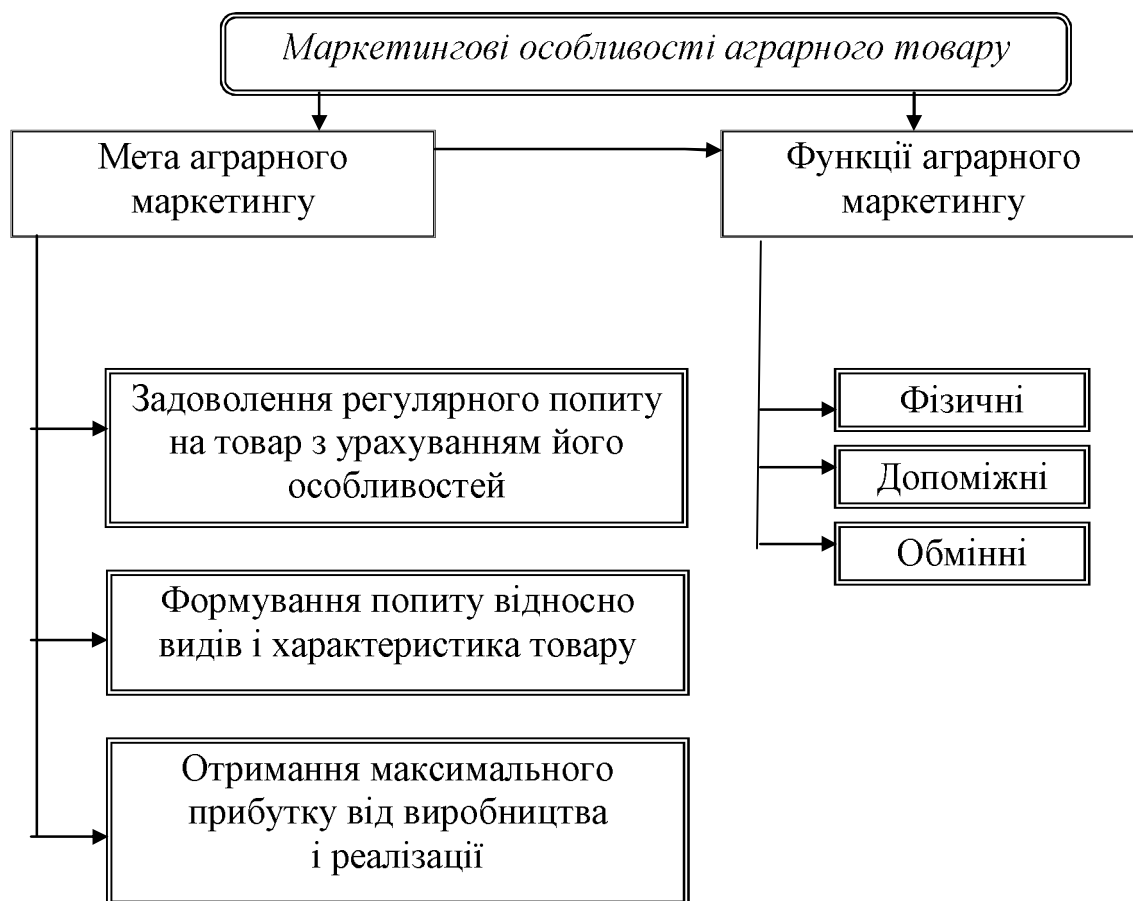 Маркетингові особливості аграрного товару
Мета аграрного
маркетингу
Функції аграрного
маркетингу
Задоволення регулярного попиту
на товар з урахуванням його
особливостей
Формування попиту відносно
видів і характеристика товару
Отримання максимального
прибутку від виробництва
і реалізації
Фізичні
Допоміжні
Обмінні